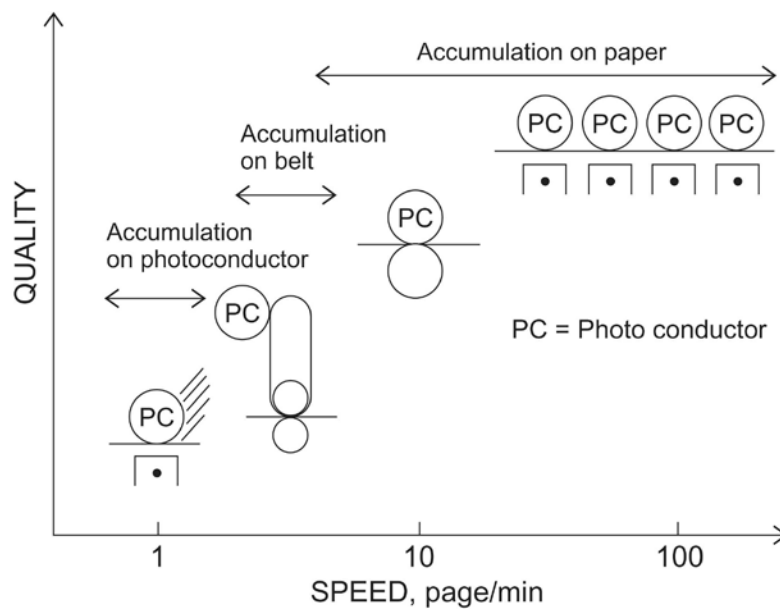 Accumulation on paper
PC PC PC PC
Accumulation
on belt
PC
Accumulation
on photoconductor
PC
PC = Photo conductor
PC
QUALITY
1 10 100
SPEED, page/min